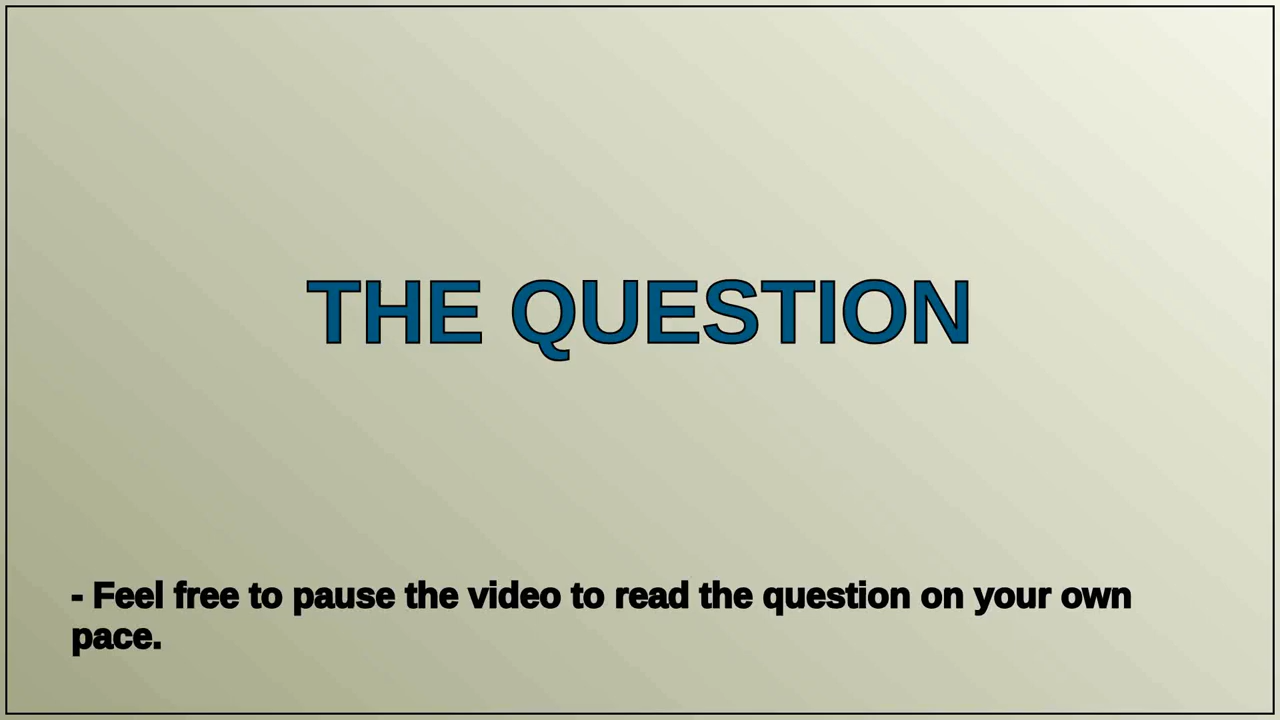 THE QUESTION
- Feel free to pause the video to read the question on your own
pace.